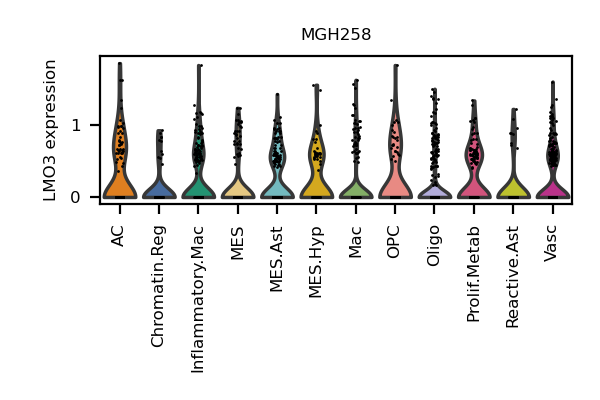 MGH258
LMO3 expression
1
0
AC
Chromatin.Reg
Inflammatory.Mac
MES
MES.Ast
MES.Hyp
Mac
OPC
Oligo
Prolif.Metab
Reactive.Ast
Vasc